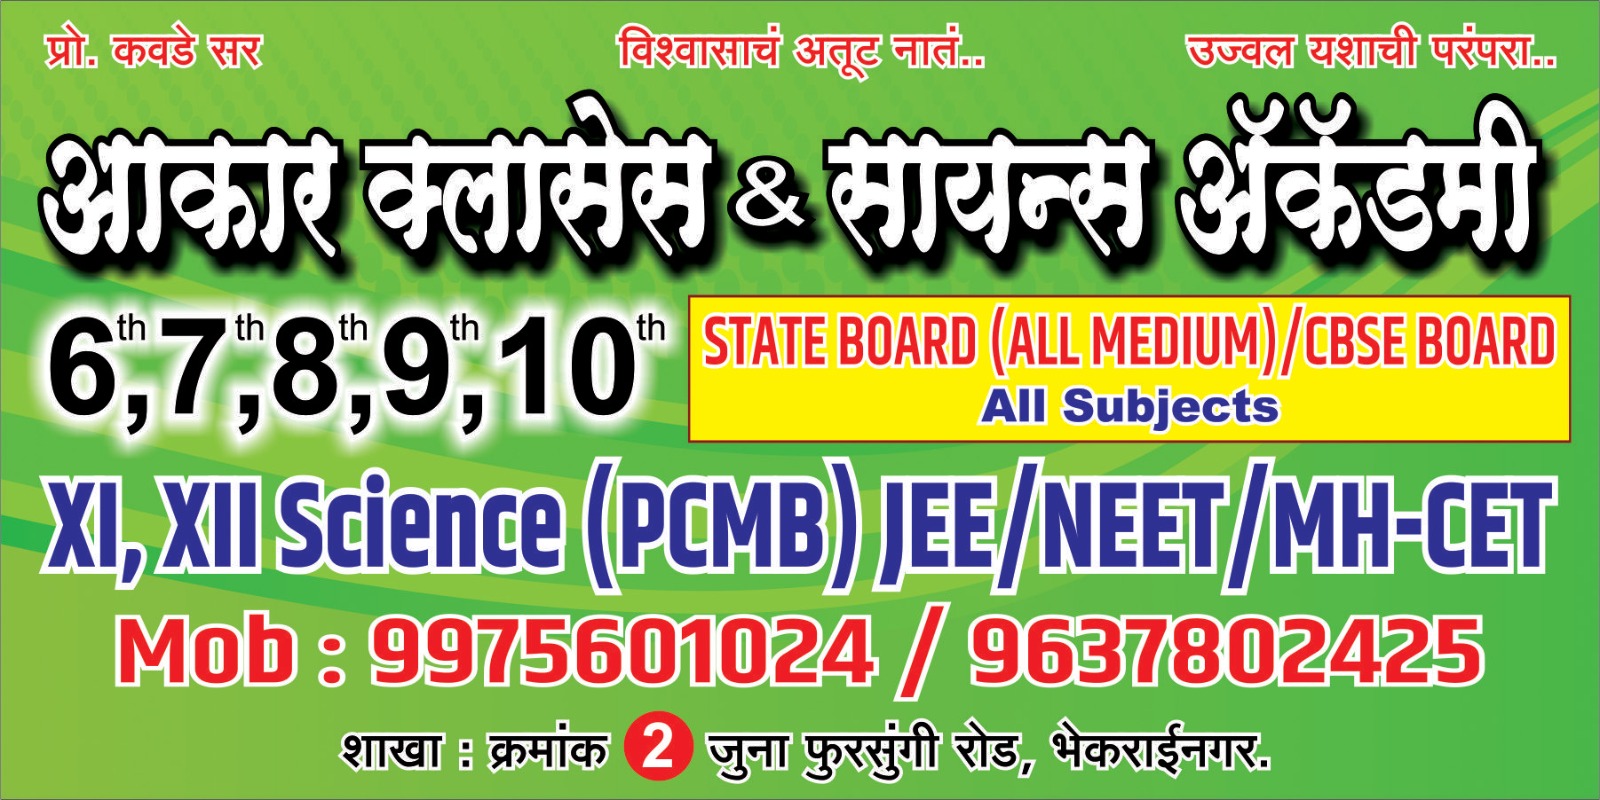 प्रो. कवडे सर विश्वासाचं अतूट नातं.. उज्वल यशाची परंपरा..
आकार क्लासेस & सायन्स ॲकॅडमी
6th,7th,8th,9th,10th
STATE BOARD (ALL MEDIUM)/CBSE BOARD
All Subjects
XI, XII Science (PCMB) JEE/NEET/MH-CET
Mob : 9975601024 / 9637802425
शाखा : क्रमांक 2 जुना फुरसुंगी रोड, भेकराईनगर.